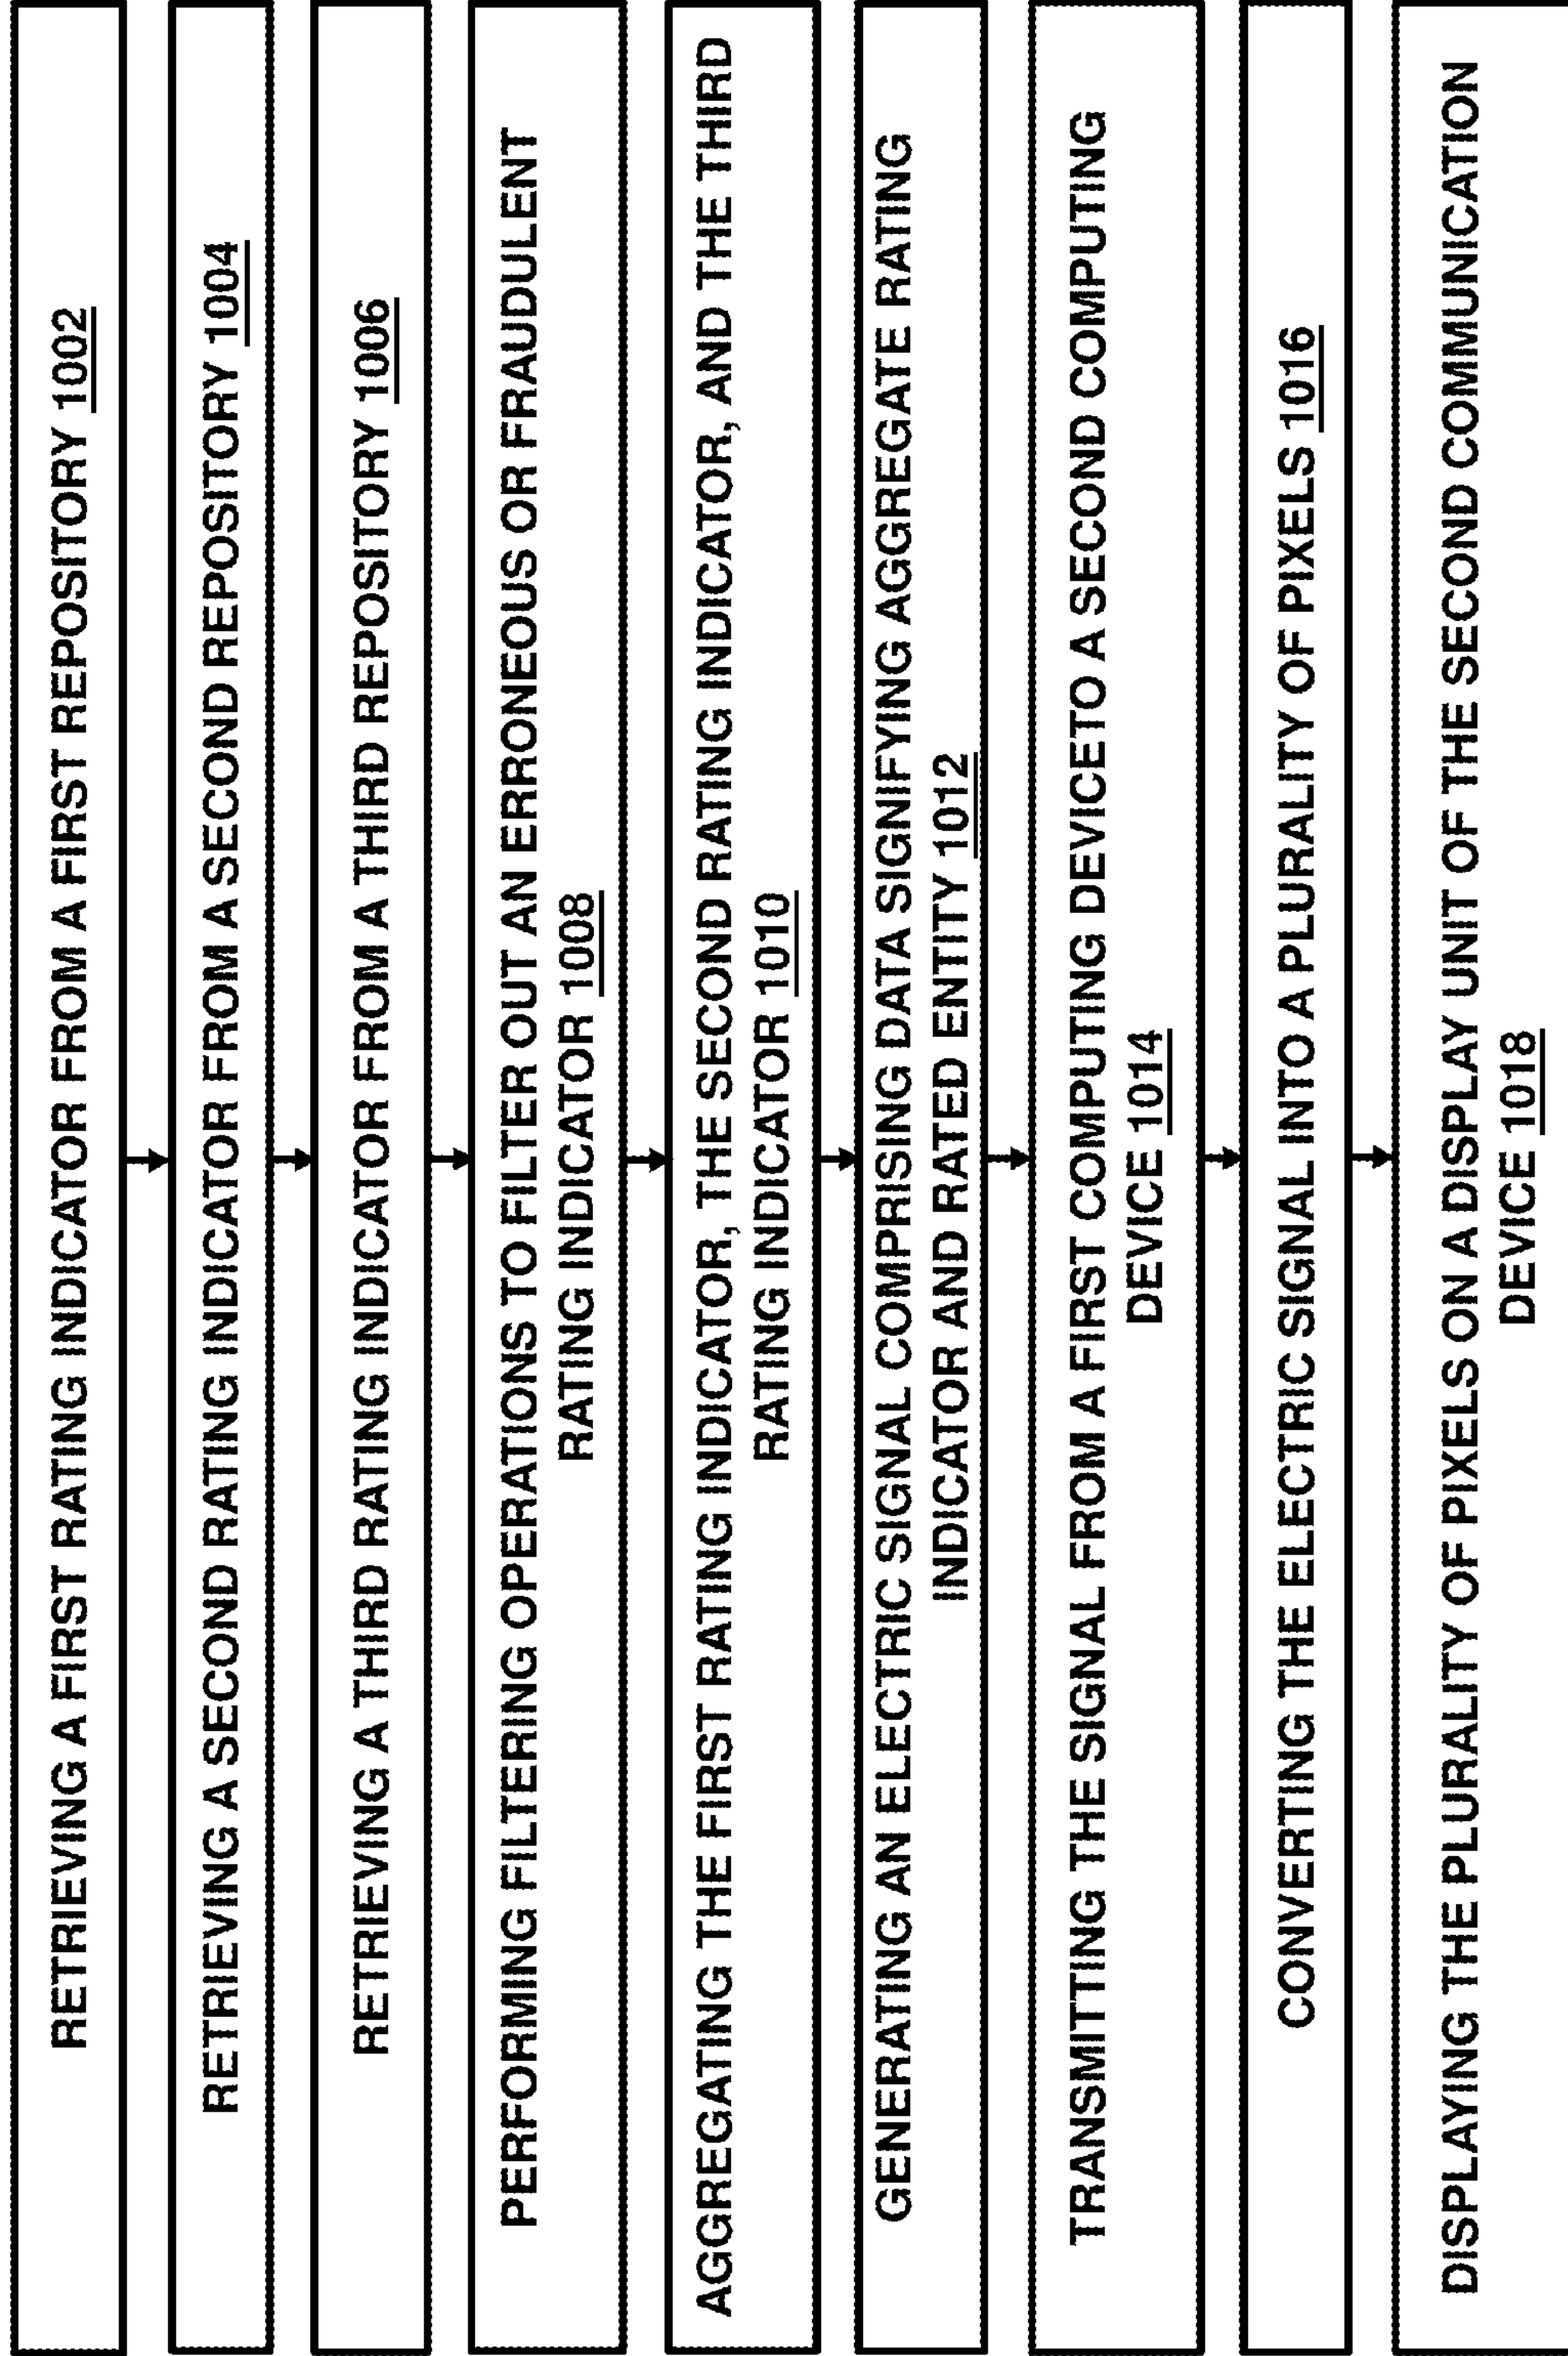 RETRIEVING A FIRST RATING INDICATOR FROM A FIRST REPOSITORY 1002
RETRIEVING A SECOND RATING INDICATOR FROM A SECOND REPOSITORY 1004
RETRIEVING A THIRD RATING INDICATOR FROM A THIRD REPOSITORY 1006
PERFORMING FILTERING OPERATIONS TO FILTER OUT AN ERRONEOUS OR FRAUDULENT
RATING INDICATOR 1008
AGGREGATING THE FIRST RATING INDICATOR, THE SECOND RATING INDICATOR, AND THE THIRD
RATING INDICATOR 1010
GENERATING AN ELECTRIC SIGNAL COMPRISING DATA SIGNIFYING AGGREGATE RATING
INDICATOR AND RATED ENTITY 1012
TRANSMITTING THE SIGNAL FROM A FIRST COMPUTING DEVICETO A SECOND COMPUTING
DEVICE 1014
CONVERTING THE ELECTRIC SIGNAL INTO A PLURALITY OF PIXELS 1016
DISPLAYING THE PLURALITY OF PIXELS ON A DISPLAY UNIT OF THE SECOND COMMUNICATION
DEVICE 1018